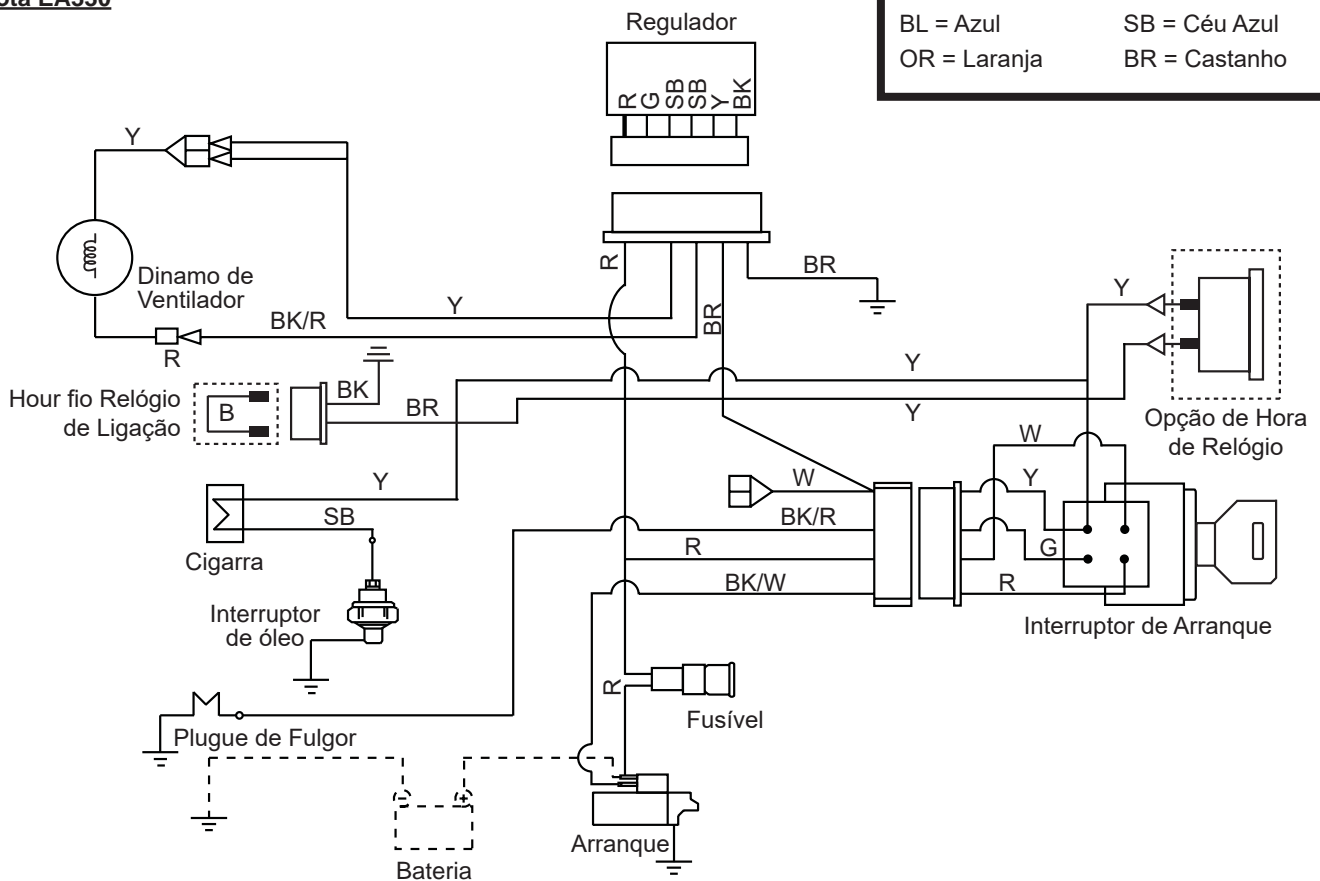 EA330
BL = Azul
SB = Céu Azul
OR = Laranja
BR = Castanho
Regulador
R
G
SB
SB
Y
BK
Y
Dinamo de
Ventilador
R
BR
Y
BK/R
BR
R
Y
Hour fio Relógio
de Ligação
B
BK
BR
Y
Y
Opção de Hora
de Relógio
W
Y
SB
Cigarra
W
Y
BK/R
G
R
BK/W
R
Interruptor
de óleo
Interruptor de Arranque
R
Fusível
Plugue de Fulgor
Arranque
Bateria